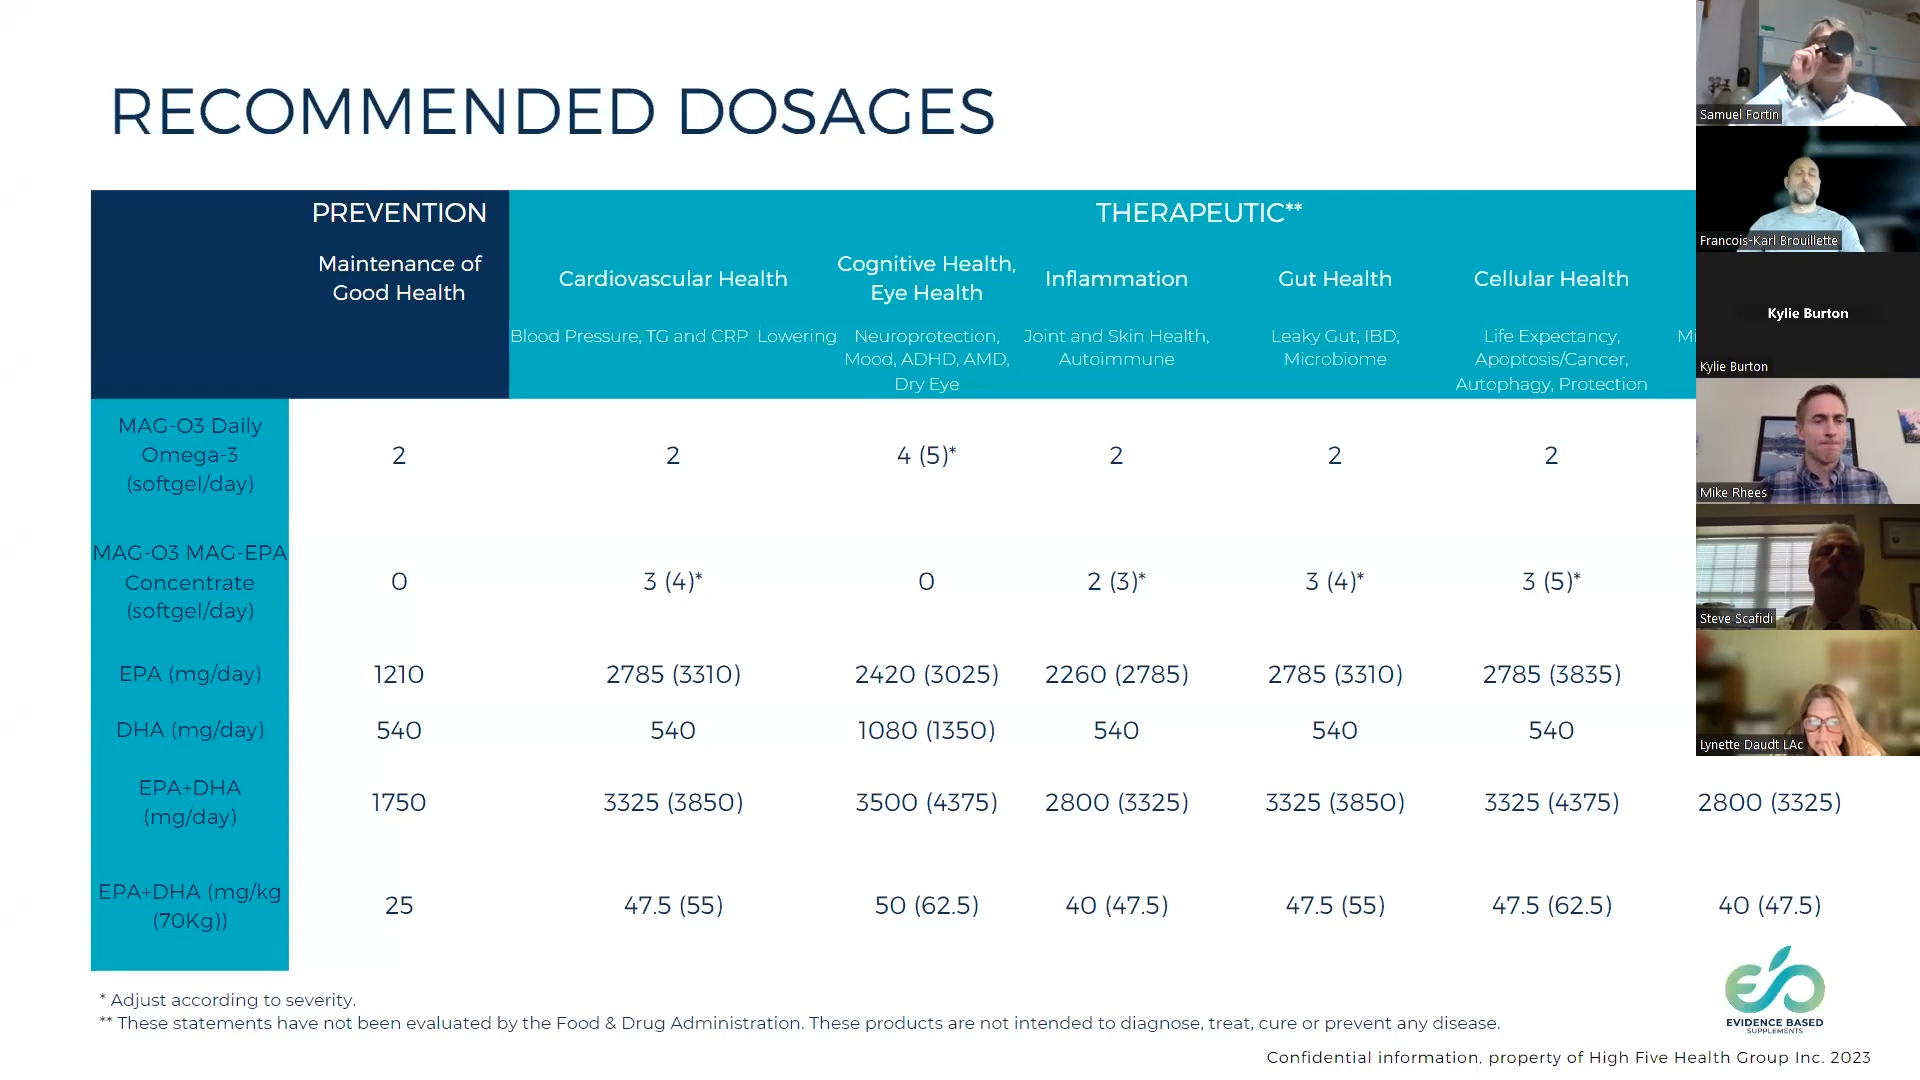 RECOMMENDED DOSAGES
PREVENTION
THERAPEUTIC**
Maintenance of
Good Health
Cardiovascular Health
Cognitive Health,
Eye Health
Inflammation
Gut Health
Cellular Health
Blood Pressure, TG and CRP Lowering
Neuroprotection,
Mood, ADHD, AMD,
Dry Eye
Joint and Skin Health,
Autoimmune
Leaky Gut, IBD,
Microbiome
Life Expectancy,
Apoptosis/Cancer,
Autophagy, Protection
MAG-O3 Daily
Omega-3
(softgel/day)
2
2
4 (5)*
2
2
2
MAG-O3 MAG-EPA
Concentrate
(softgel/day)
0
3 (4)*
0
2 (3)*
3 (4)*
3 (5)*
EPA (mg/day)
1210
2785 (3310)
2420 (3025)
2260 (2785)
2785 (3310)
2785 (3835)
DHA (mg/day)
540
540
1080 (1350)
540
540
540
EPA+DHA
(mg/day)
1750
3325 (3850)
3500 (4375)
2800 (3325)
3325 (3850)
3325 (4375)
2800 (3325)
EPA+DHA (mg/kg
(70Kg))
25
47.5 (55)
50 (62.5)
40 (47.5)
47.5 (55)
47.5 (62.5)
40 (47.5)
* Adjust according to severity.
** These statements have not been evaluated by the Food & Drug Administration. These products are not intended to diagnose, treat, cure or prevent any disease.
EVIDENCE BASED
SUPPLEMENTS
Confidential information, property of High Five Health Group Inc. 2023
Samuel Fortin
Francois-Karl Brouillette
Kylie Burton
Kylie Burton
Mike Rhees
Steve Scafidi
Lynette Daudt LAc